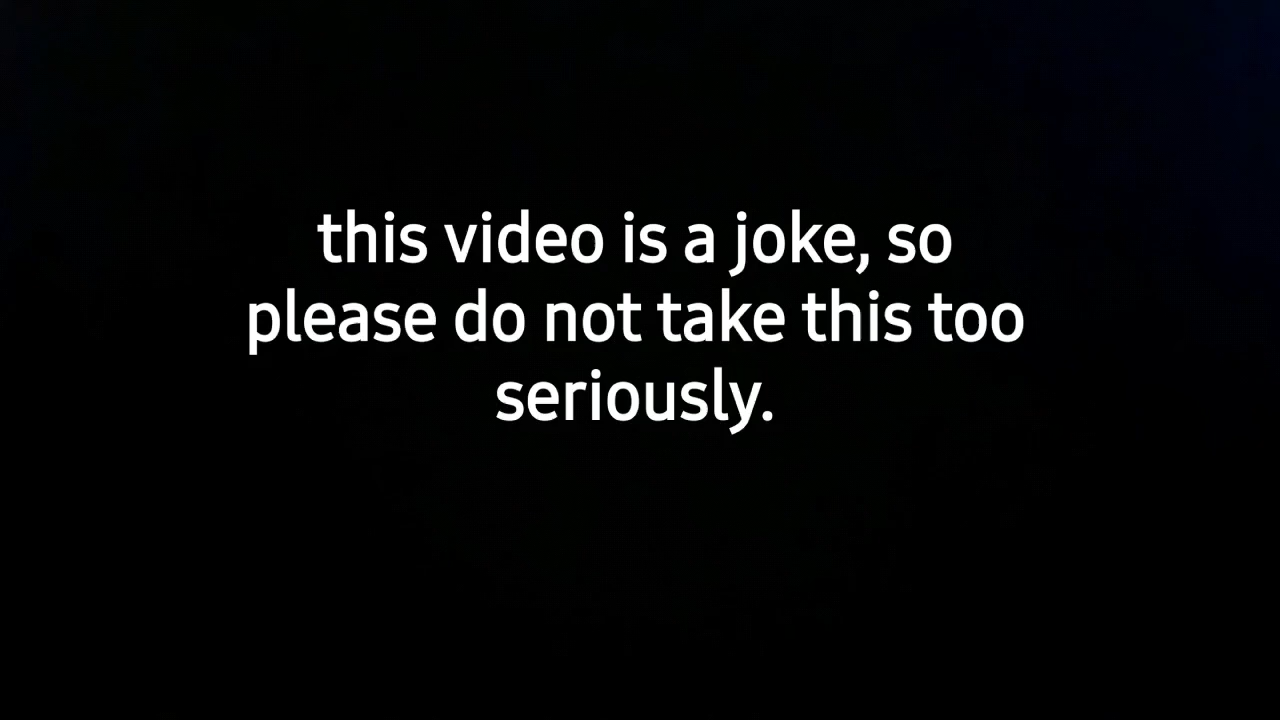 this video is a joke, so
please do not take this too
seriously.